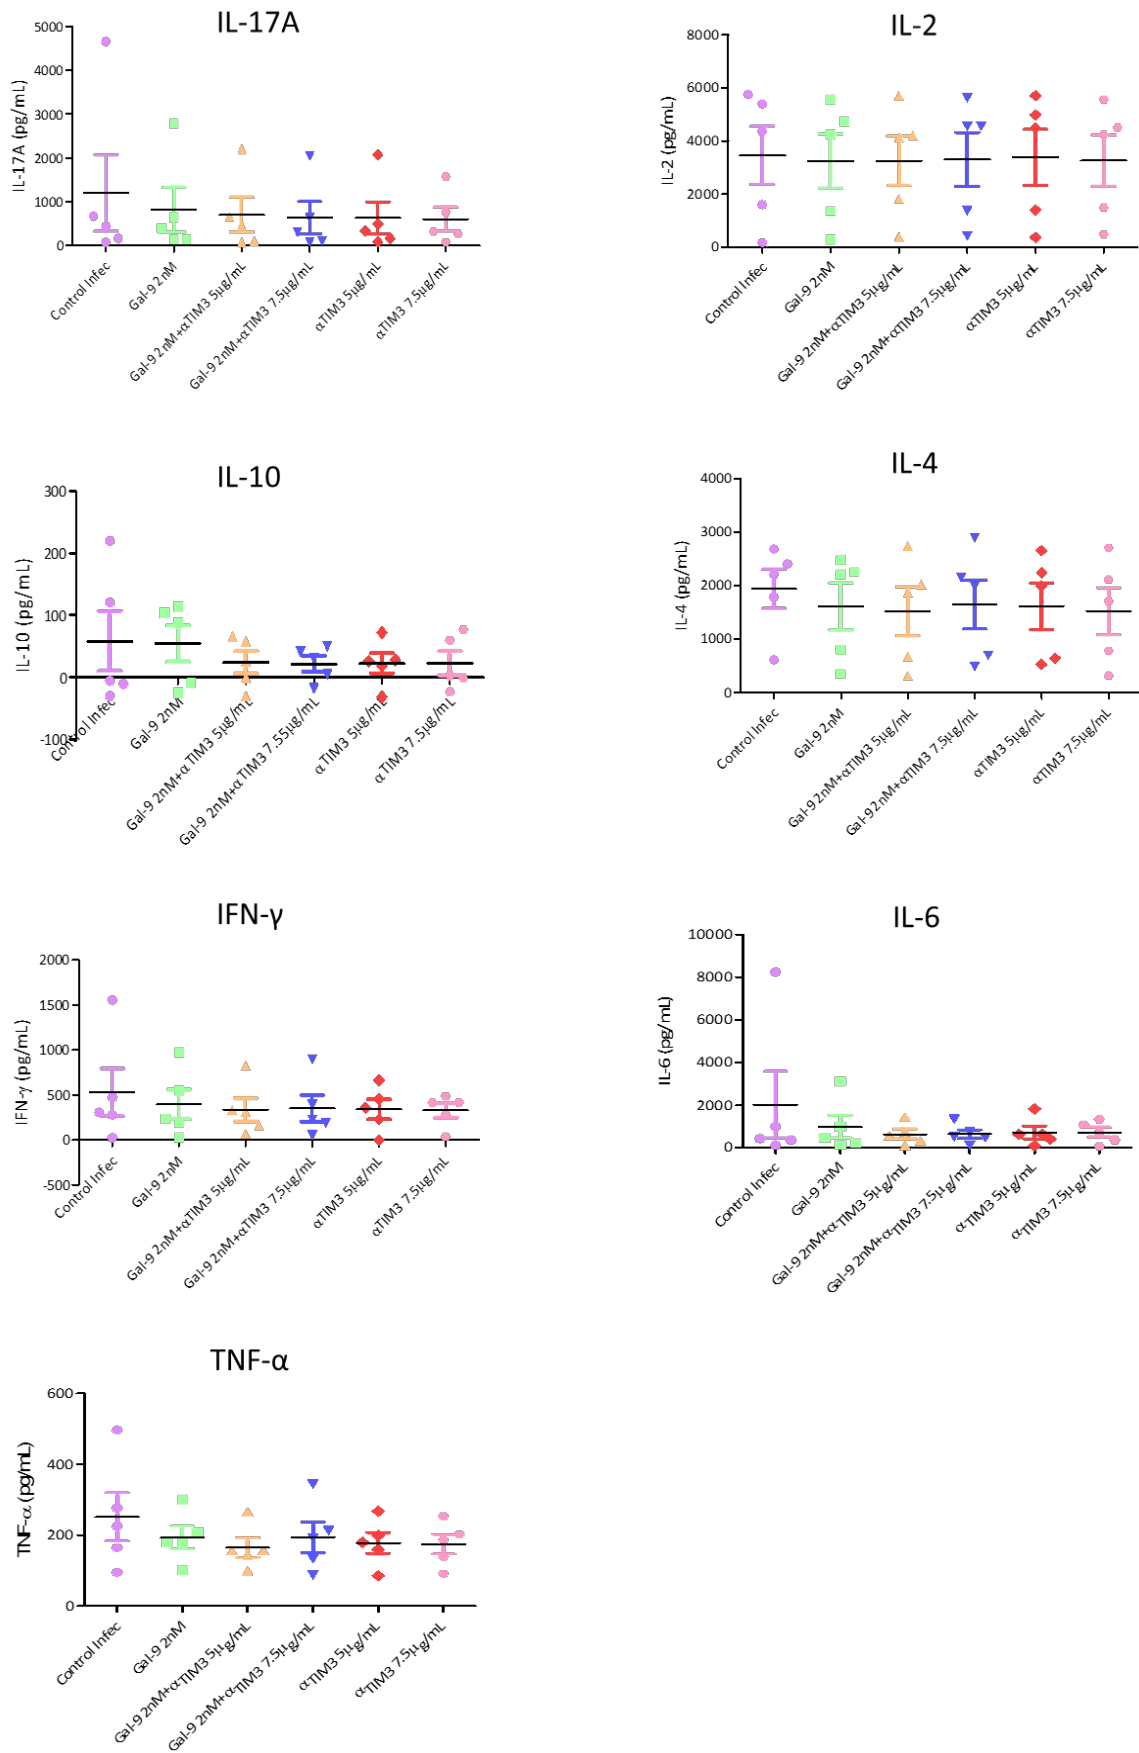 IL-17A
IL-17A (pg/mL)
5000
4000
3000
2000
1000
0
Control Infec
Gal-9 2nM
Gal-9 2nM+αTIM3 5µg/mL
Gal-9 2nM+αTIM3 7.5µg/mL
αTIM3 5µg/mL
αTIM3 7.5µg/mL
IL-2
IL-2 (pg/mL)
8000
6000
4000
2000
0
Control Infec
Gal-9 2nM
Gal-9 2nM+αTIM3 5µg/mL
Gal-9 2nM+αTIM3 7.5µg/mL
αTIM3 5µg/mL
αTIM3 7.5µg/mL
IL-10
IL-10 (pg/mL)
300
200
100
0
-100
Control Infec
Gal-9 2nM
Gal-9 2nM+αTIM3 5µg/mL
Gal-9 2nM+αTIM3 7.55µg/mL
αTIM3 5µg/mL
αTIM3 7.5µg/mL
IL-4
IL-4 (pg/mL)
4000
3000
2000
1000
0
Control Infec
Gal-9 2nM
Gal-9 2nM+αTIM3 5µg/mL
Gal-9 2nM+αTIM3 7.5µg/mL
αTIM3 5µg/mL
αTIM3 7.5µg/mL
IFN-γ
IFN-γ (pg/mL)
2000
1500
1000
500
0
-500
Control Infec
Gal-9 2nM
Gal-9 2nM+αTIM3 5µg/mL
Gal-9 2nM+αTIM3 7.5µg/mL
αTIM3 5µg/mL
αTIM3 7.5µg/mL
IL-6
IL-6 (pg/mL)
10000
8000
6000
4000
2000
0
Control Infec
Gal-9 2nM
Gal-9 2nM+α-TIM3 5µg/mL
Gal-9 2nM+α-TIM3 7.5µg/mL
α-TIM3 5µg/mL
α-TIM3 7.5µg/mL
TNF-α
TNF-α (pg/mL)
600
400
200
0
Control Infec
Gal-9 2nM
Gal-9 2nM+α-TIM3 5µg/mL
Gal-9 2nM+α-TIM3 7.5µg/mL
α-TIM3 5µg/mL
α-TIM3 7.5µg/mL